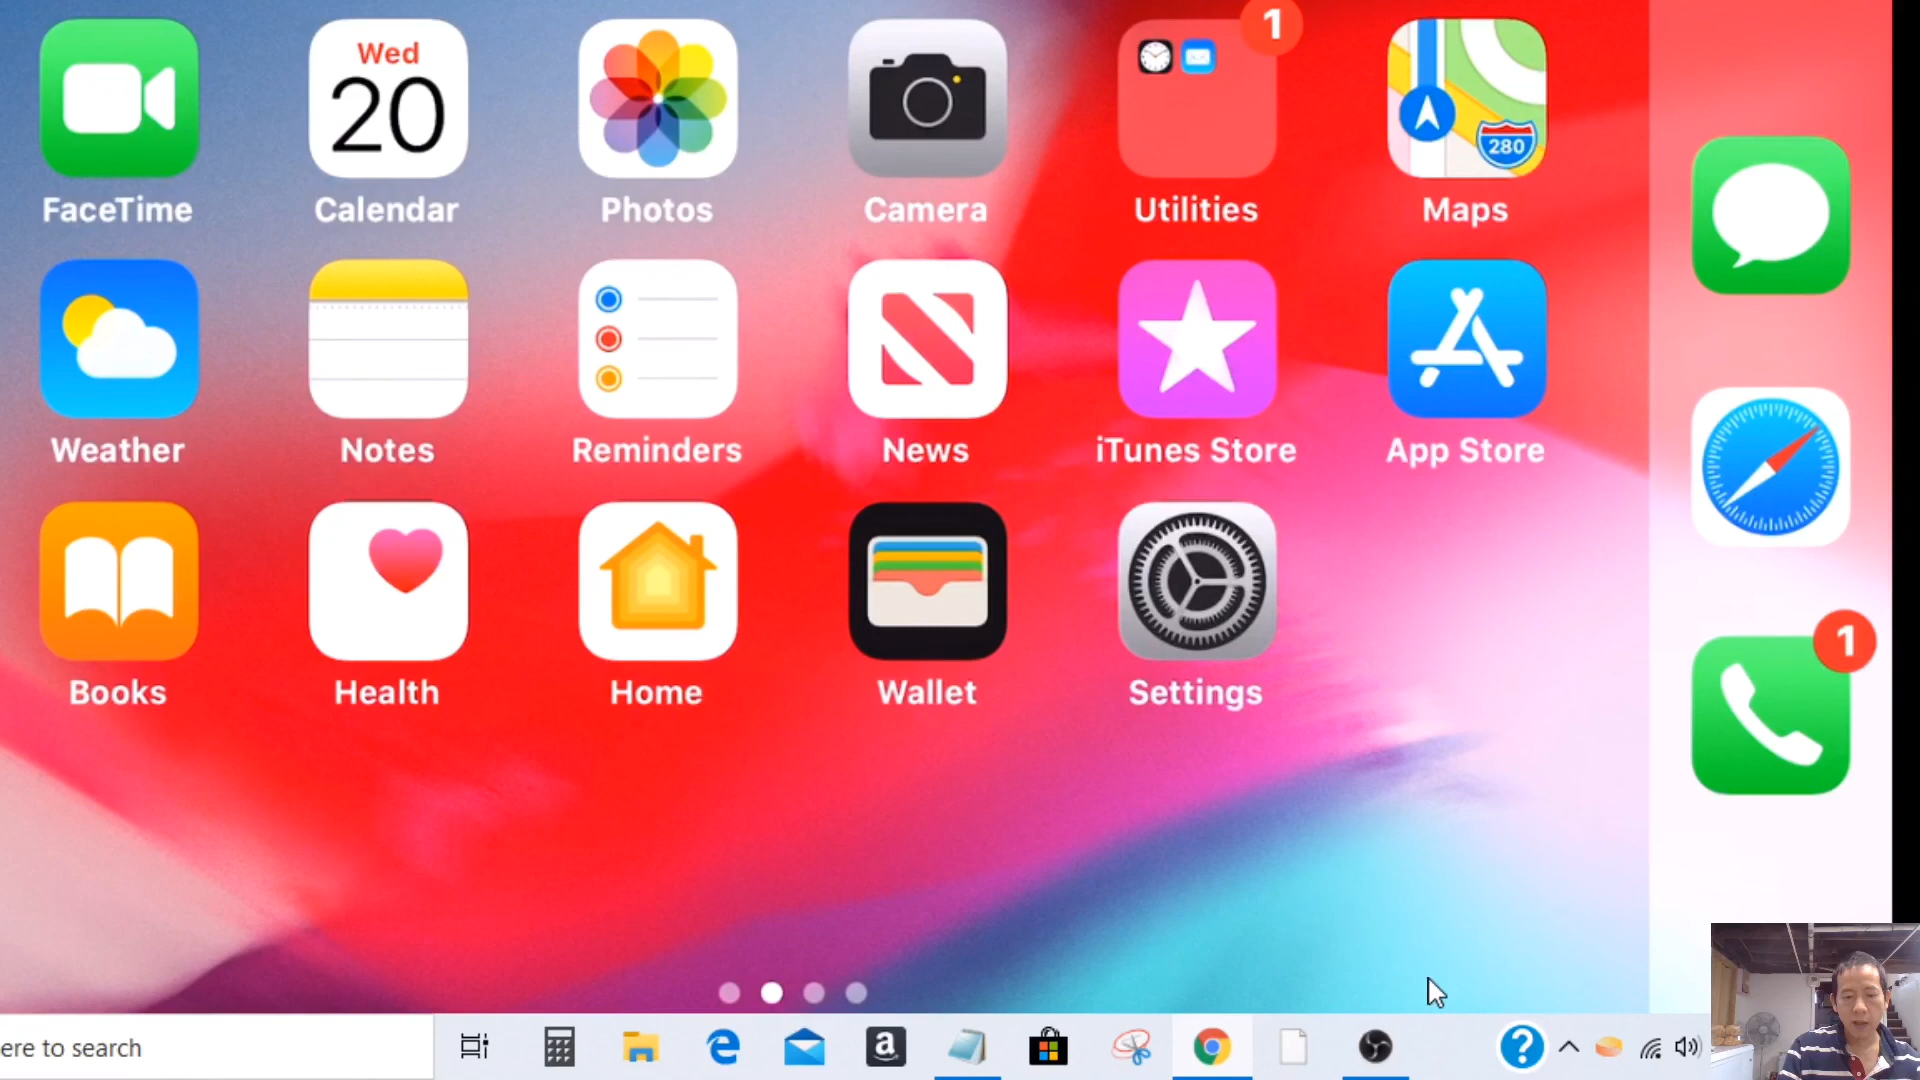 Wed
20
1
280
FaceTime
Calendar
Photos
Camera
Utilities
Maps
Weather
Notes
Reminders
News
iTunes Store
App Store
Books
Health
Home
Wallet
Settings
1
ere to search
a
?